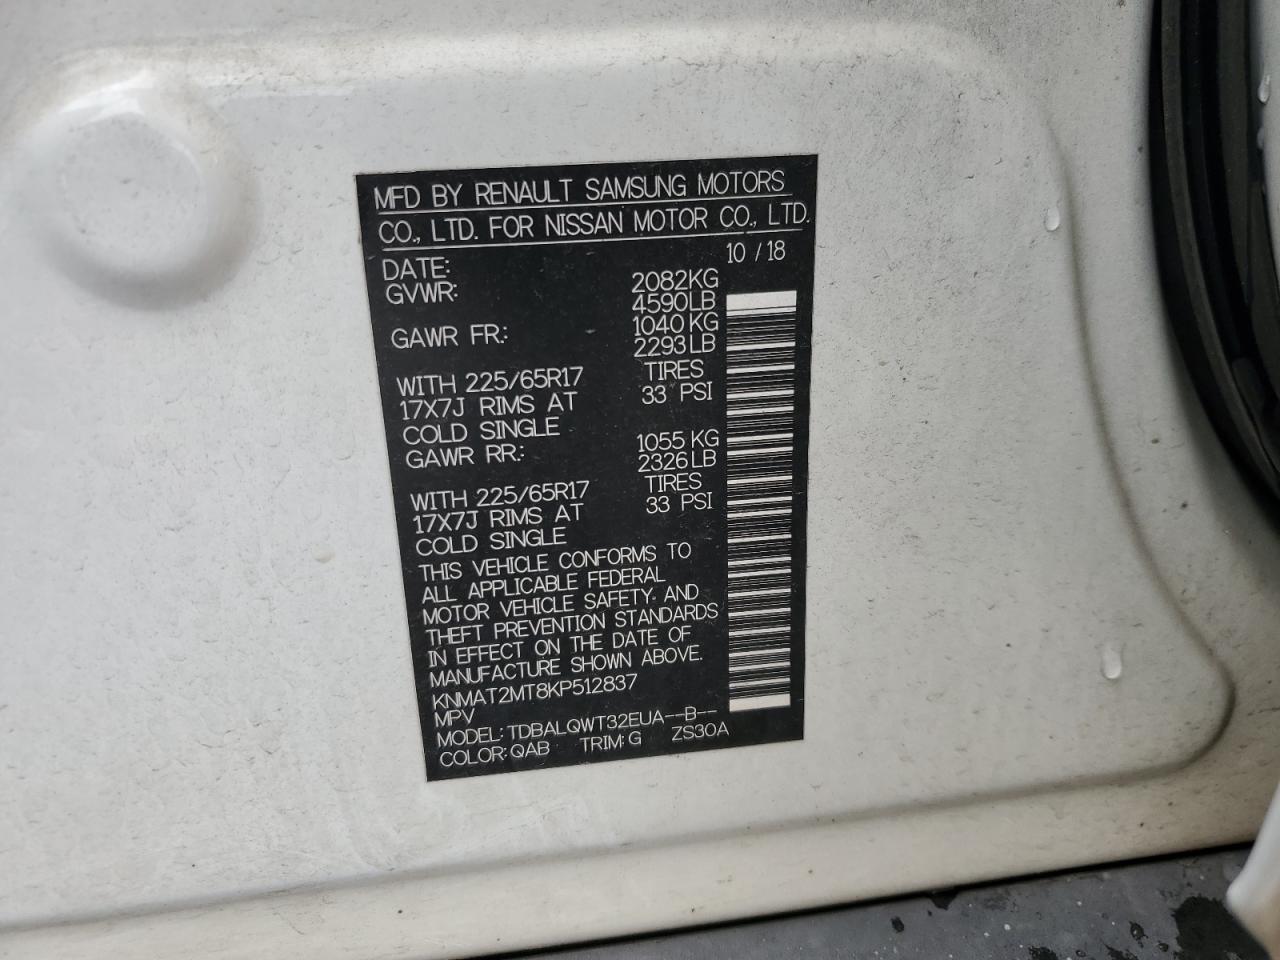 MFD BY RENAULT SAMSUNG MOTORS
CO., LTD. FOR NISSAN MOTOR CO., LTD.
DATE: 10 / 18
GVWR: 2082KG
4590LB
GAWR FR.: 1040 KG
2293LB
WITH 225/65R17 TIRES
17X7J RIMS AT 33 PSI
COLD SINGLE
GAWR RR.: 1055 KG
2326LB
WITH 225/65R17 TIRES
17X7J RIMS AT 33 PSI
COLD SINGLE
THIS VEHICLE CONFORMS TO
ALL APPLICABLE FEDERAL
MOTOR VEHICLE SAFETY. AND
THEFT PREVENTION STANDARDS
IN EFFECT ON THE DATE OF
MANUFACTURE SHOWN ABOVE.
KNMAT2MT8KP512837
MPV
MODEL: TDBALQWT32EUA--B--
COLOR: QAB TRIM: G ZS30A